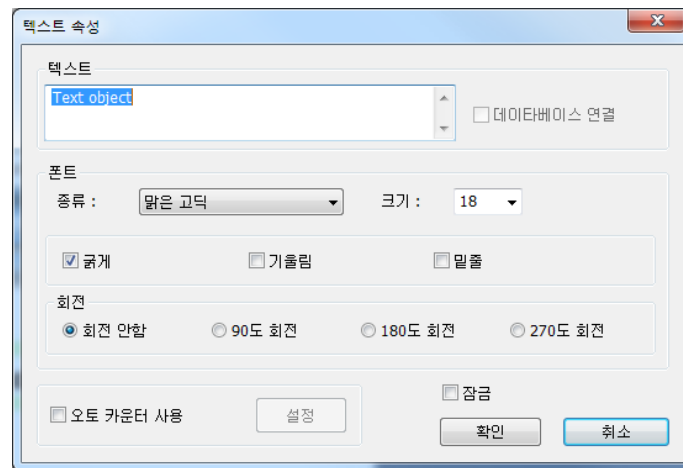 텍스트 속성
텍스트
Text object
데이타베이스 연결
폰트
종류 : 맑은 고딕 크기 : 18
굵게 기울림 밑줄
회전
회전 안함 90도 회전 180도 회전 270도 회전
잠금
오토 카운터 사용 설정
확인 취소